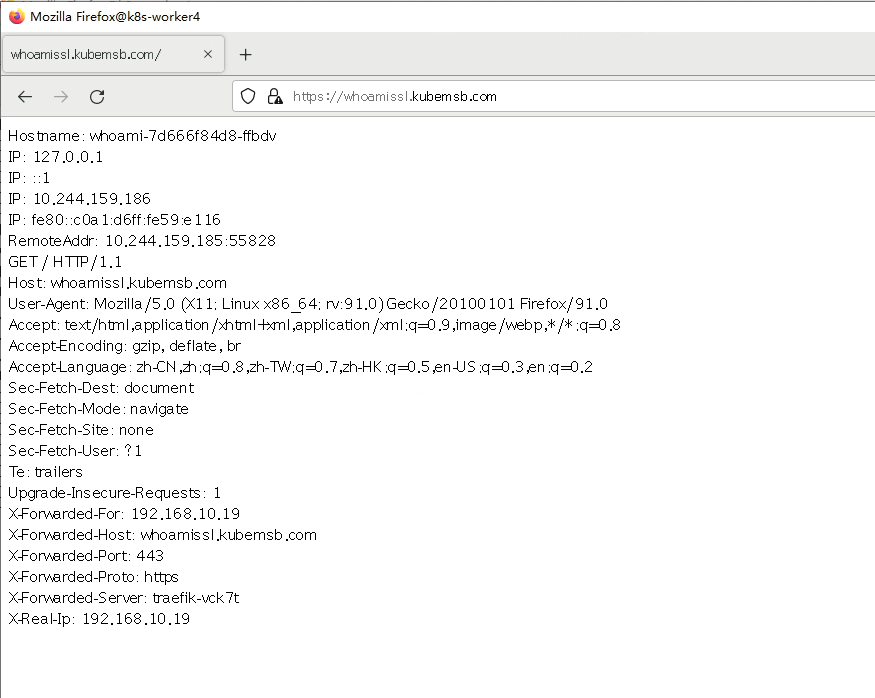 Mozilla Firefox@k8s-worker4
whoamissl.kubemsb.com/
https://whoamissl.kubemsb.com
Hostname: whoami-7d666f84d8-ffbdv
IP: 127.0.0.1
IP: ::1
IP: 10.244.159.186
IP: fe80::c0a1:d6ff:fe59:e116
RemoteAddr: 10.244.159.185:55828
GET / HTTP/1.1
Host: whoamissl.kubemsb.com
User-Agent: Mozilla/5.0 (X11; Linux x86_64; rv:91.0) Gecko/20100101 Firefox/91.0
Accept: text/html,application/xhtml+xml,application/xml;q=0.9,image/webp,*/*;q=0.8
Accept-Encoding: gzip, deflate, br
Accept-Language: zh-CN,zh;q=0.8,zh-TW;q=0.7,zh-HK;q=0.5,en-US;q=0.3,en;q=0.2
Sec-Fetch-Dest: document
Sec-Fetch-Mode: navigate
Sec-Fetch-Site: none
Sec-Fetch-User: ?1
Te: trailers
Upgrade-Insecure-Requests: 1
X-Forwarded-For: 192.168.10.19
X-Forwarded-Host: whoamissl.kubemsb.com
X-Forwarded-Port: 443
X-Forwarded-Proto: https
X-Forwarded-Server: traefik-vck7t
X-Real-Ip: 192.168.10.19